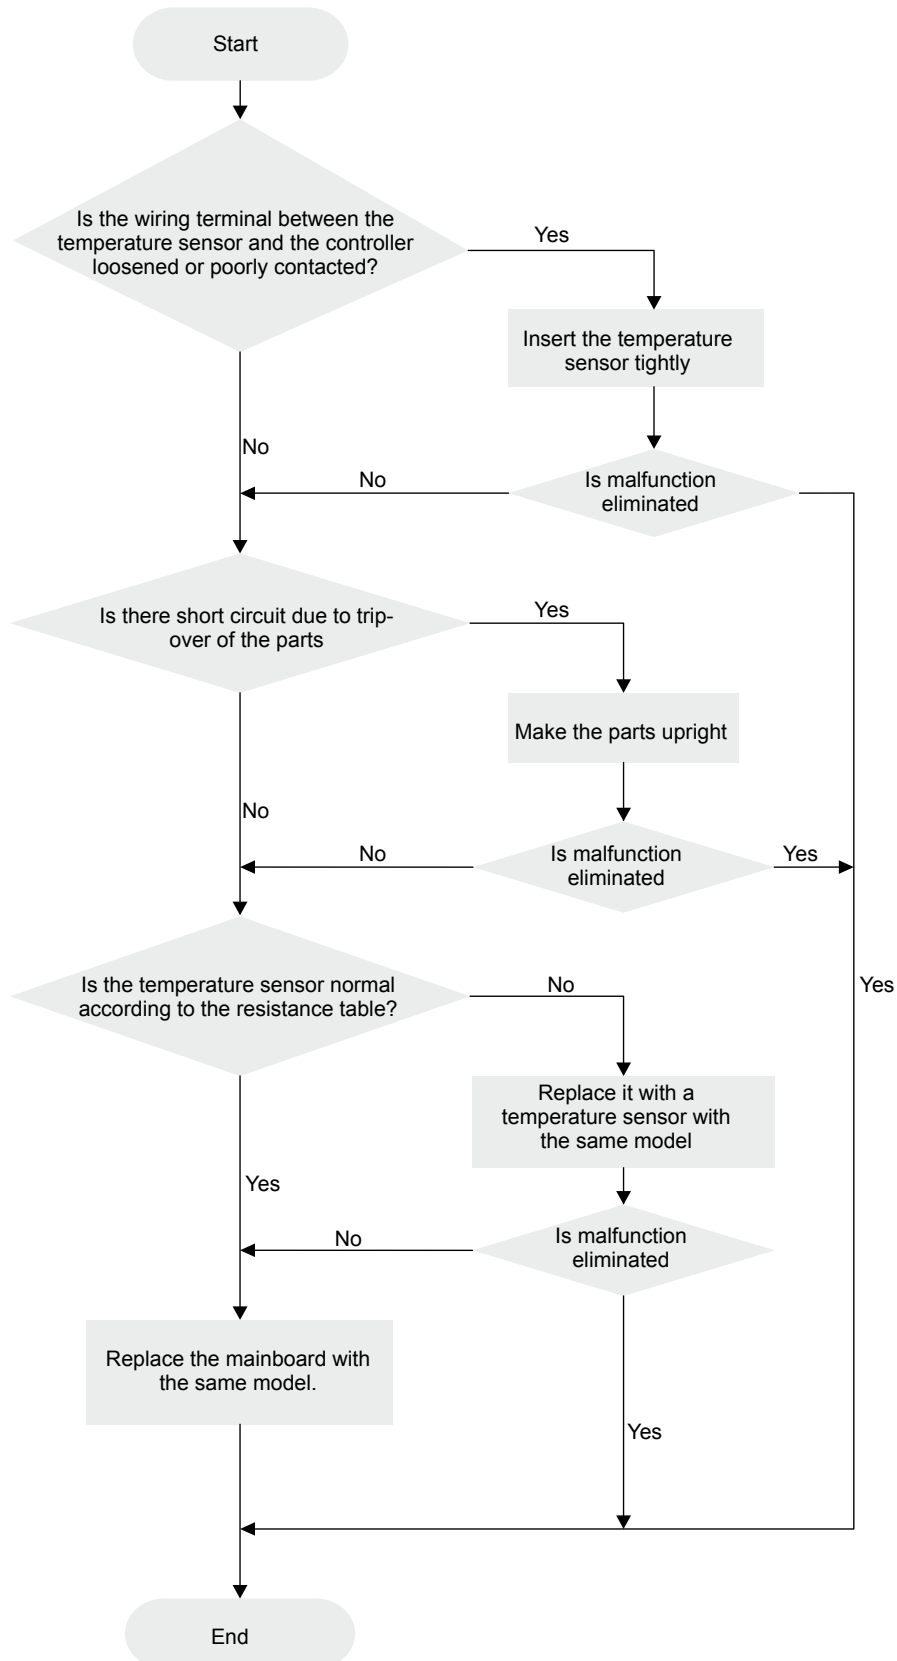 Start
Is the wiring terminal between the
temperature sensor and the controller
loosened or poorly contacted?
Yes
Insert the temperature
sensor tightly
No
No
Is malfunction
eliminated
Is there short circuit due to trip-
over of the parts
Yes
Make the parts upright
No
No
Is malfunction
eliminated
Yes
Is the temperature sensor normal
according to the resistance table?
No
Yes
Replace it with a
temperature sensor with
the same model
Yes
No
Is malfunction
eliminated
Replace the mainboard with
the same model.
Yes
End